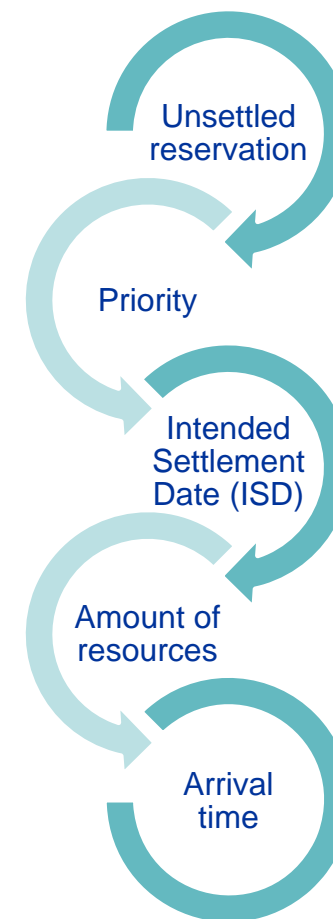 Unsettled
reservation
Priority
Intended
Settlement
Date (ISD)
Amount of
resources
Arrival
time